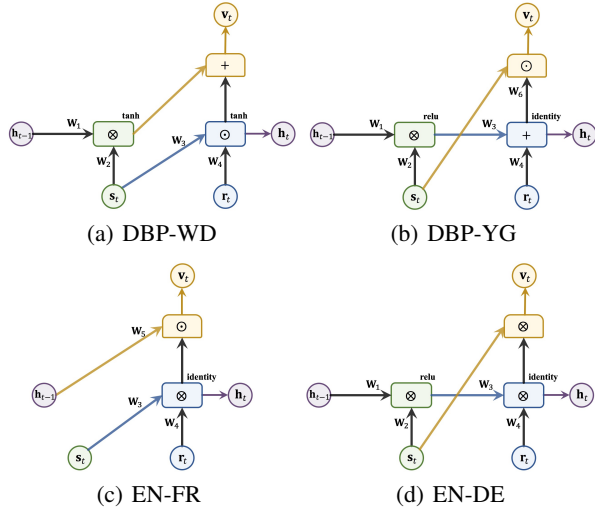 v_t
+
tanh
tanh
h_{t-1}
W_1
⊗
W_3
⊙
h_t
W_2
W_4
s_t
r_t
(a) DBP-WD
v_t
⊙
W_6
relu
identity
h_{t-1}
W_1
⊗
W_3
+
h_t
W_2
W_4
s_t
r_t
(b) DBP-YG
v_t
W_5
⊙
identity
h_{t-1}
W_3
⊗
h_t
W_4
s_t
r_t
(c) EN-FR
v_t
⊗
relu
identity
h_{t-1}
W_1
⊗
W_3
⊗
h_t
W_2
W_4
s_t
r_t
(d) EN-DE